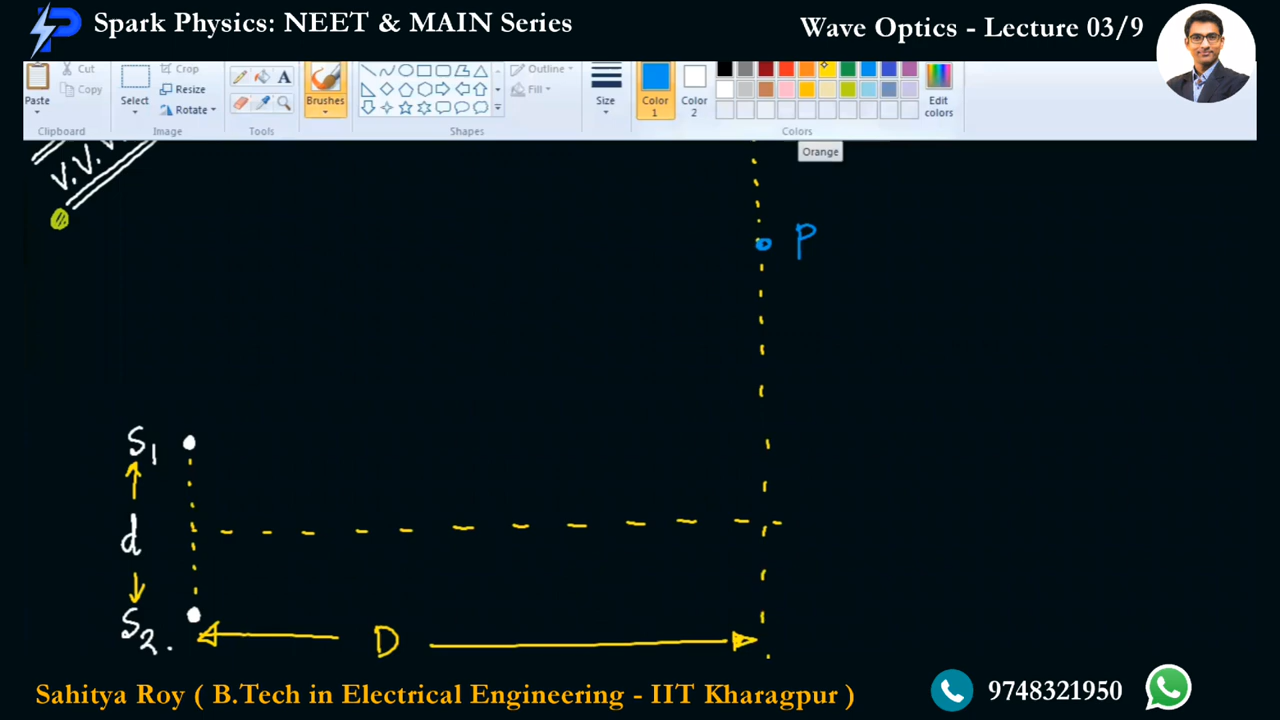 Spark Physics: NEET & MAIN Series
Wave Optics - Lecture 03/9
Paste
Cut
Copy
Clipboard
Select
Crop
Resize
Rotate
Image
A
Tools
Brushes
Shapes
Outline
Fill
Size
Color 1
Color 2
Edit colors
Colors
Orange
V.V.
P
S1
d
S2.
D
Sahitya Roy ( B.Tech in Electrical Engineering - IIT Kharagpur )
9748321950